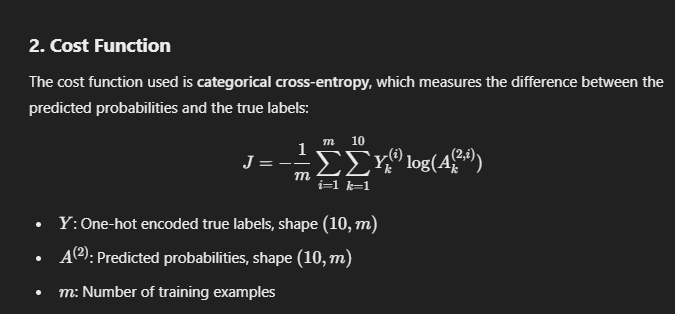 2. Cost Function
The cost function used is categorical cross-entropy, which measures the difference between the
predicted probabilities and the true labels:
J = -\frac{1}{m} \sum_{i=1}^{m} \sum_{k=1}^{10} Y_k^{(i)} \log(A_k^{(2,i)})
• Y: One-hot encoded true labels, shape (10, m)
• A^{(2)}: Predicted probabilities, shape (10, m)
• m: Number of training examples